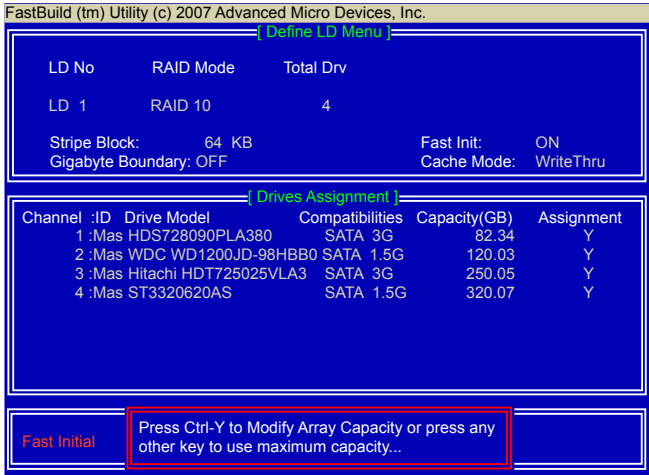 FastBuild (tm) Utility (c) 2007 Advanced Micro Devices, Inc.
[ Define LD Menu ]
LD No RAID Mode Total Drv
LD 1 RAID 10 4
Stripe Block: 64 KB Fast Init: ON
Gigabyte Boundary: OFF Cache Mode: WriteThru
[ Drives Assignment ]
Channel :ID Drive Model Compatibilities Capacity(GB) Assignment
1 :Mas HDS728090PLA380 SATA 3G 82.34 Y
2 :Mas WDC WD1200JD-98HBB0 SATA 1.5G 120.03 Y
3 :Mas Hitachi HDT725025VLA3 SATA 3G 250.05 Y
4 :Mas ST3320620AS SATA 1.5G 320.07 Y
Fast Initial
Press Ctrl-Y to Modify Array Capacity or press any
other key to use maximum capacity...